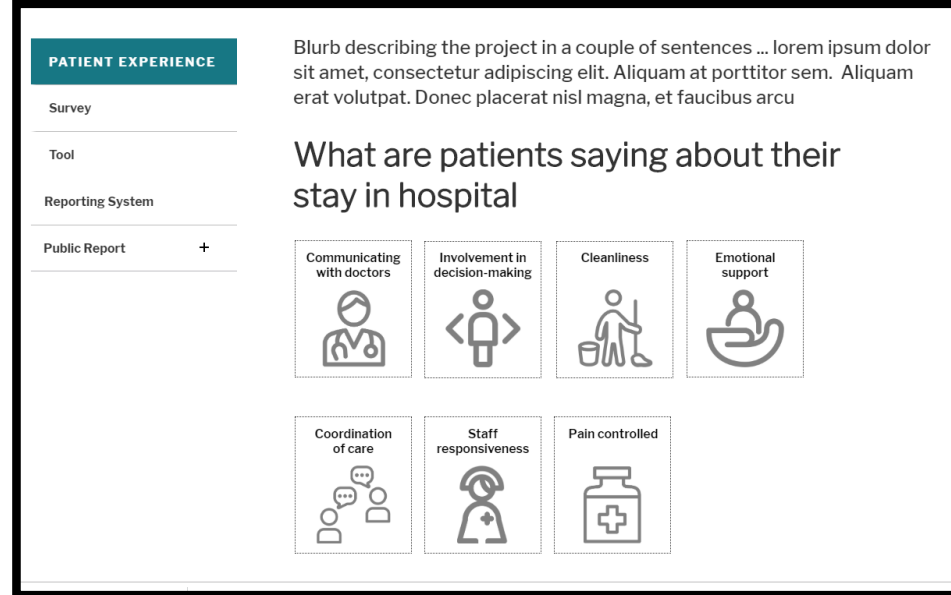 PATIENT EXPERIENCE
Survey
Tool
Reporting System
Public Report +
Blurb describing the project in a couple of sentences ... lorem ipsum dolor
sit amet, consectetur adipiscing elit. Aliquam at porttitor sem.  Aliquam
erat volutpat. Donec placerat nisl magna, et faucibus arcu
What are patients saying about their
stay in hospital
Communicating
with doctors
Involvement in
decision-making
Cleanliness
Emotional
support
Coordination
of care
Staff
responsiveness
Pain controlled